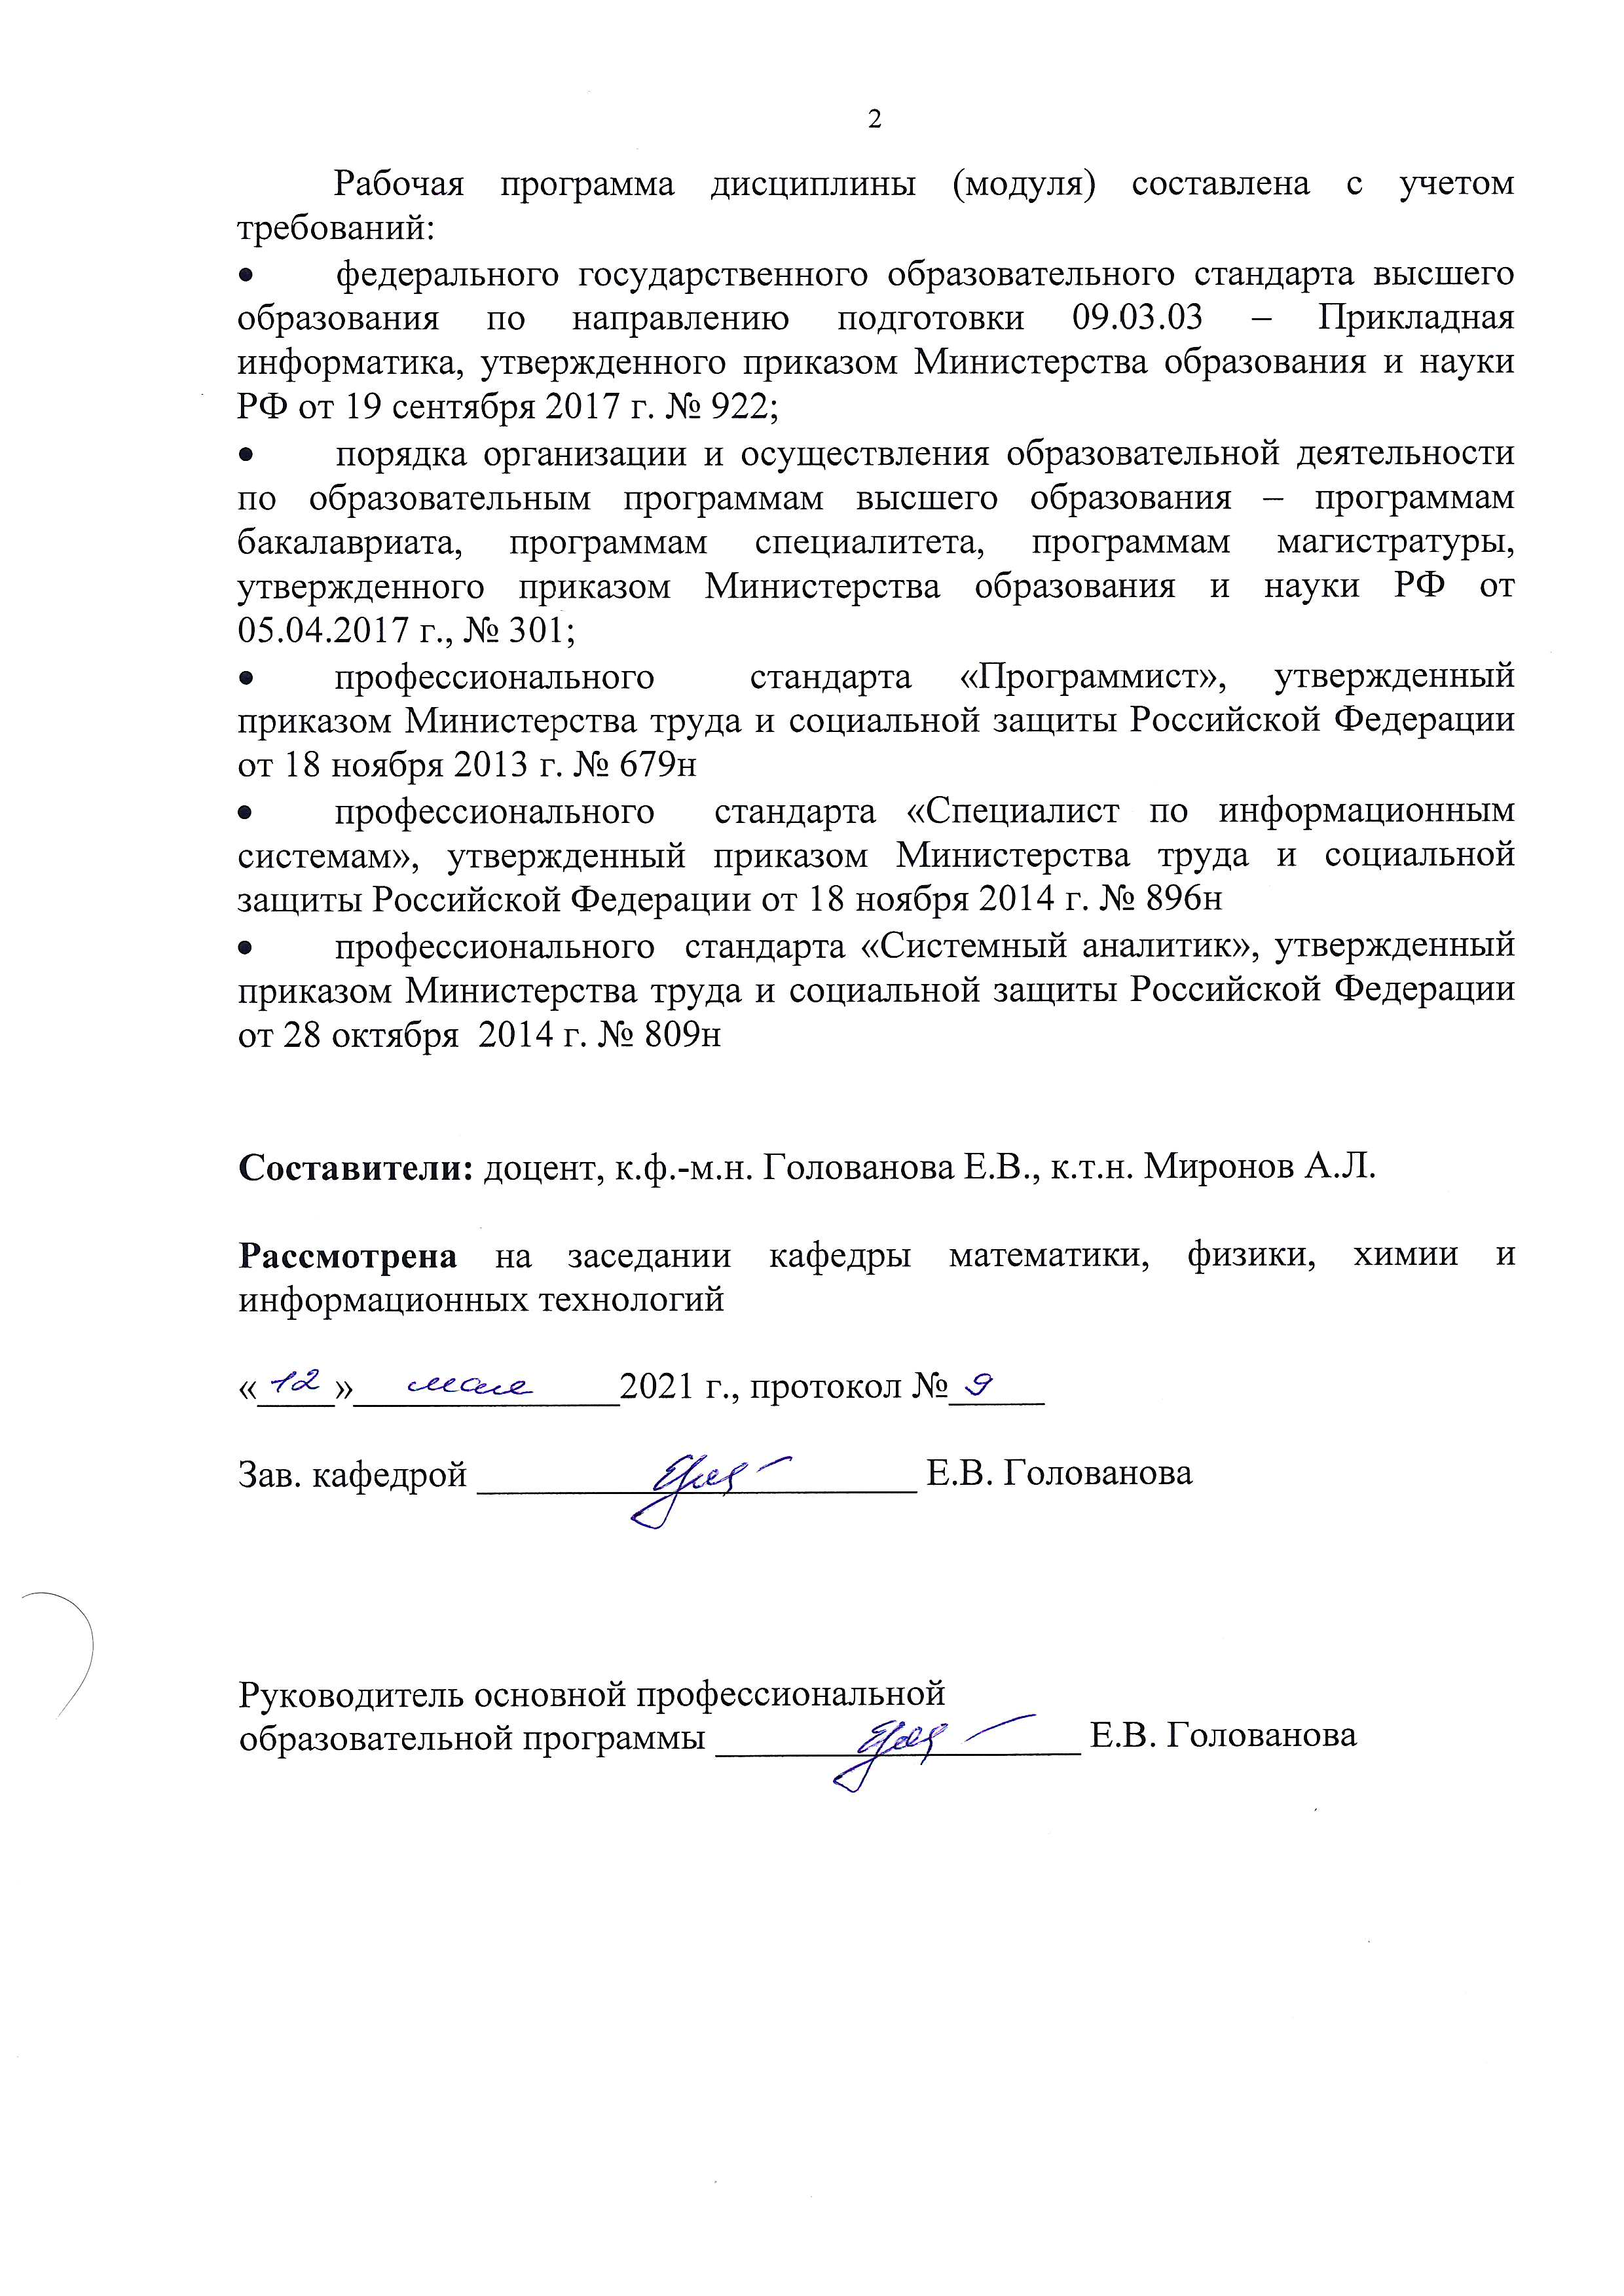 2
Рабочая программа дисциплины (модуля) составлена с учетом
требований:
• федерального государственного образовательного стандарта высшего
образования по направлению подготовки 09.03.03 – Прикладная
информатика, утвержденного приказом Министерства образования и науки
РФ от 19 сентября 2017 г. № 922;
• порядка организации и осуществления образовательной деятельности
по образовательным программам высшего образования – программам
бакалавриата, программам специалитета, программам магистратуры,
утвержденного приказом Министерства образования и науки РФ от
05.04.2017 г., № 301;
• профессионального стандарта «Программист», утвержденный
приказом Министерства труда и социальной защиты Российской Федерации
от 18 ноября 2013 г. № 679н
• профессионального стандарта «Специалист по информационным
системам», утвержденный приказом Министерства труда и социальной
защиты Российской Федерации от 18 ноября 2014 г. № 896н
• профессионального стандарта «Системный аналитик», утвержденный
приказом Министерства труда и социальной защиты Российской Федерации
от 28 октября 2014 г. № 809н
Составители: доцент, к.ф.-м.н. Голованова Е.В., к.т.н. Миронов А.Л.
Рассмотрена на заседании кафедры математики, физики, химии и
информационных технологий
«12» мая 2021 г., протокол № 9
Зав. кафедрой Е.В. Голованова
Руководитель основной профессиональной
образовательной программы Е.В. Голованова